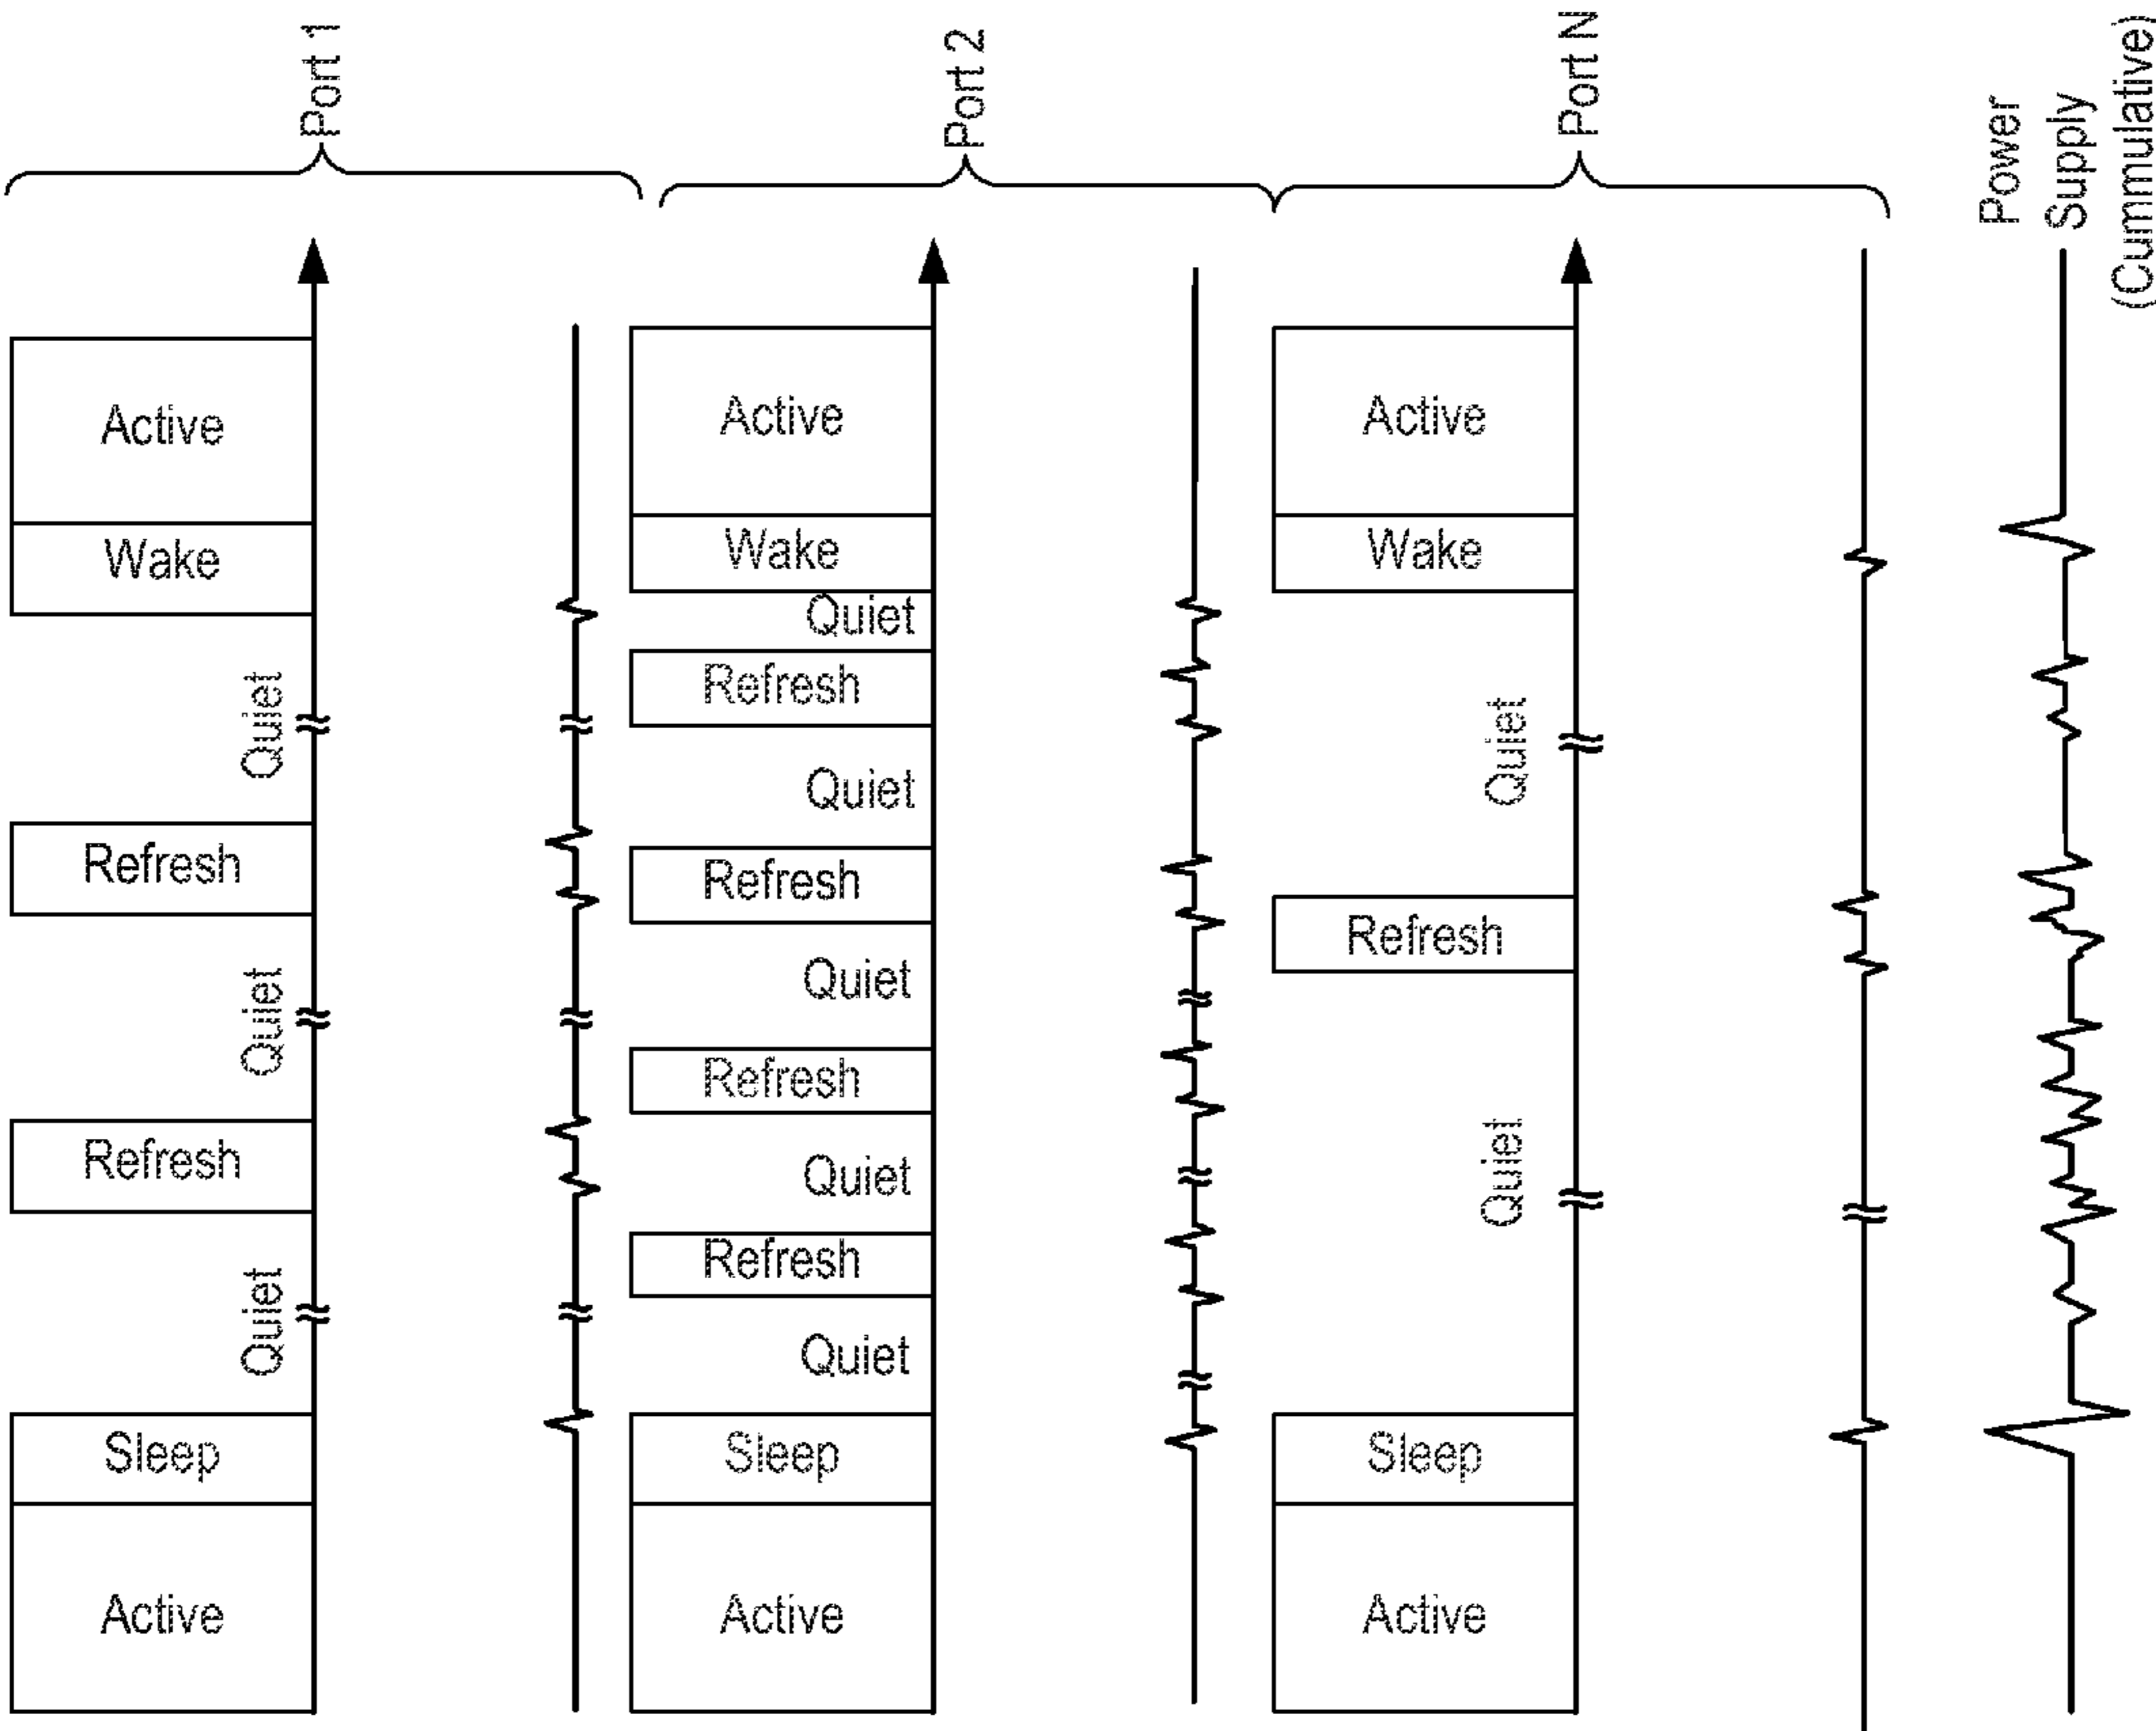 Port 1
Active
Wake
Quiet
Refresh
Quiet
Refresh
Quiet
Sleep
Active
Port 2
Active
Wake
Quiet
Refresh
Quiet
Refresh
Quiet
Refresh
Quiet
Refresh
Quiet
Sleep
Active
Port N
Active
Wake
Quiet
Refresh
Quiet
Sleep
Active
Power
Supply
(Cummulative)